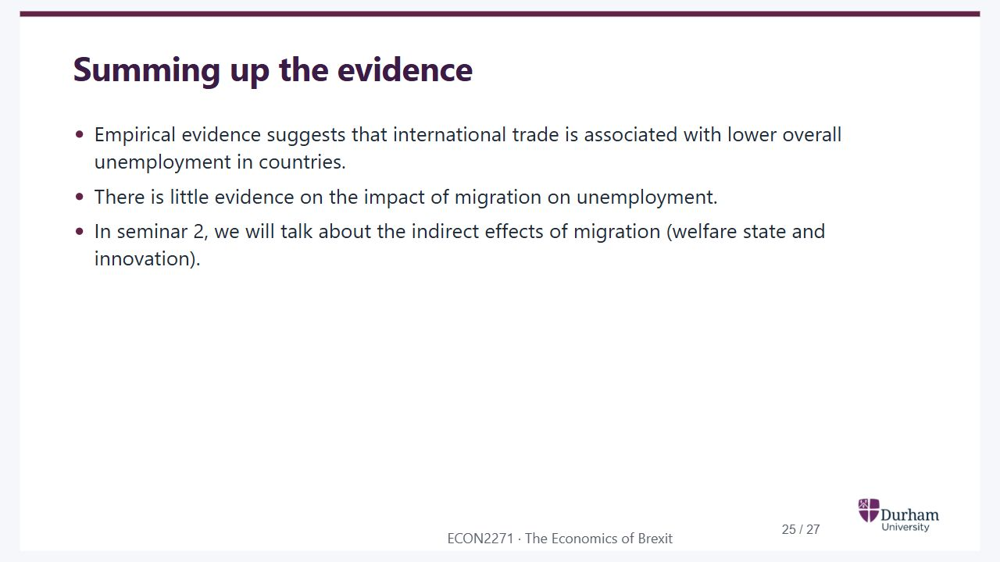 Summing up the evidence
• Empirical evidence suggests that international trade is associated with lower overall
unemployment in countries.
• There is little evidence on the impact of migration on unemployment.
• In seminar 2, we will talk about the indirect effects of migration (welfare state and
innovation).
ECON2271 · The Economics of Brexit
25 / 27
Durham
University